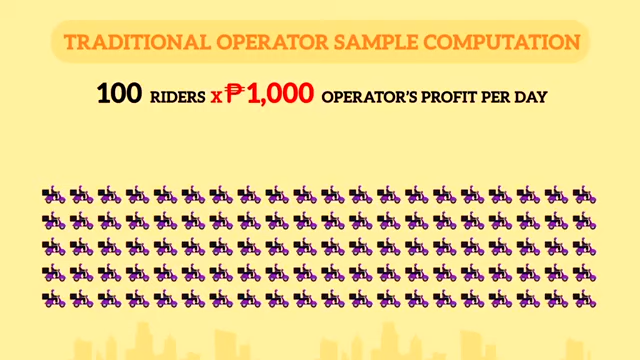 TRADITIONAL OPERATOR SAMPLE COMPUTATION
100 RIDERS X ₱1,000 OPERATOR'S PROFIT PER DAY